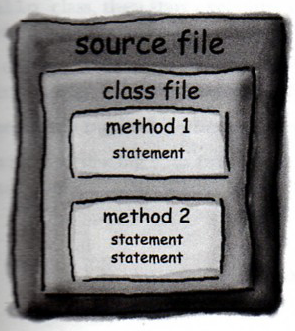 source file
class file
method 1
statement
method 2
statement
statement